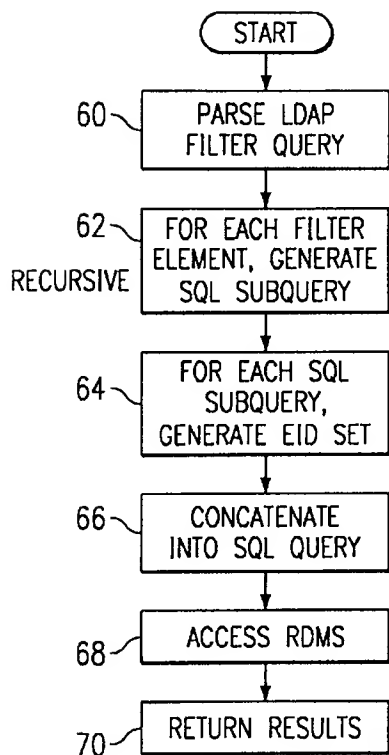 START
60
PARSE LDAP
FILTER QUERY
62
RECURSIVE
FOR EACH FILTER
ELEMENT, GENERATE
SQL SUBQUERY
64
FOR EACH SQL
SUBQUERY,
GENERATE EID SET
66
CONCATENATE
INTO SQL QUERY
68
ACCESS RDMS
70
RETURN RESULTS